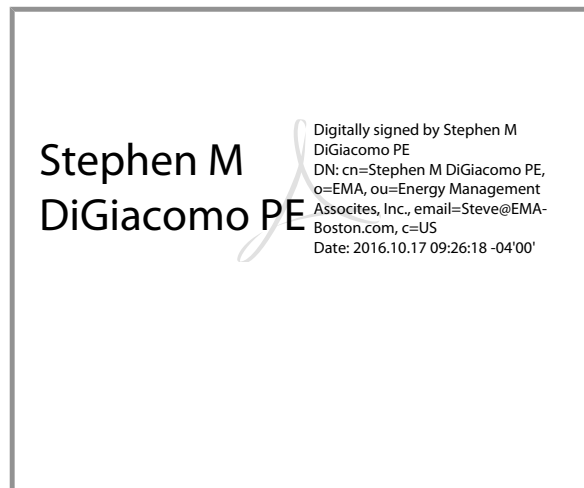 Stephen M
DiGiacomo PE
Digitally signed by Stephen M
DiGiacomo PE
DN: cn=Stephen M DiGiacomo PE,
o=EMA, ou=Energy Management
Assocites, Inc., email=Steve@EMA-
Boston.com, c=US
Date: 2016.10.17 09:26:18 -04'00'